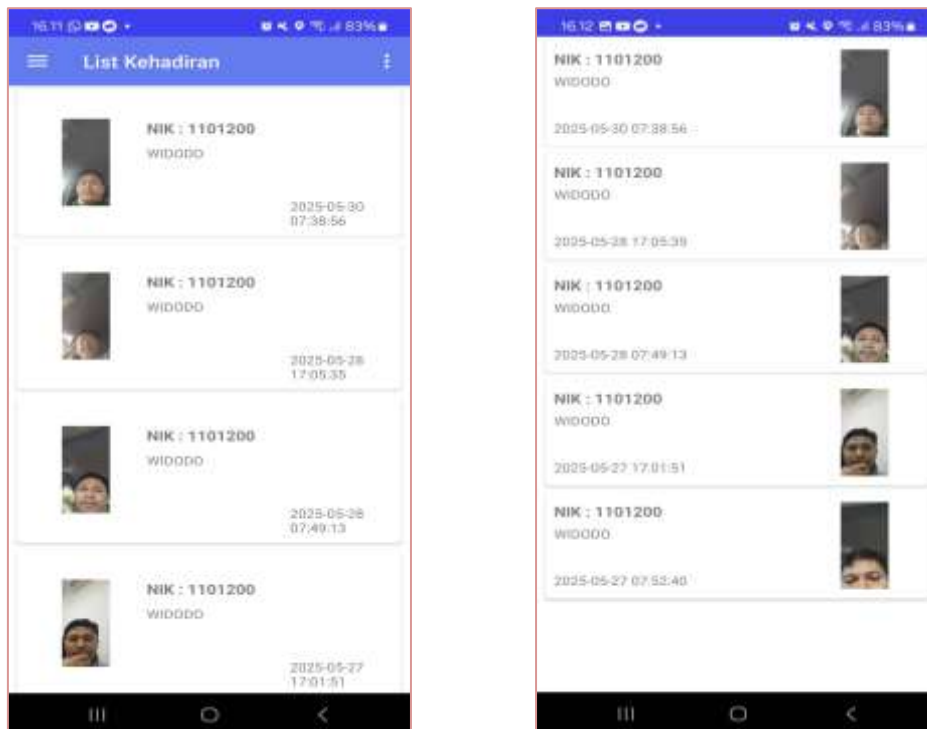 16.11
83%
List Kehadiran
NIK : 1101200
WIDODO
2025-05-30
07:38:56
NIK : 1101200
WIDODO
2025-05-28
17:05:35
NIK : 1101200
WIDODO
2025-05-28
07:49:13
NIK : 1101200
WIDODO
2025-05-27
17:01:51
16.12
83%
NIK : 1101200
WIDODO
2025-05-30 07:38:56
NIK : 1101200
WIDODO
2025-05-28 17:05:39
NIK : 1101200
WIDODO
2025-05-28 07:49:13
NIK : 1101200
WIDODO
2025-05-27 17:01:51
NIK : 1101200
WIDODO
2025-05-27 07:52:40